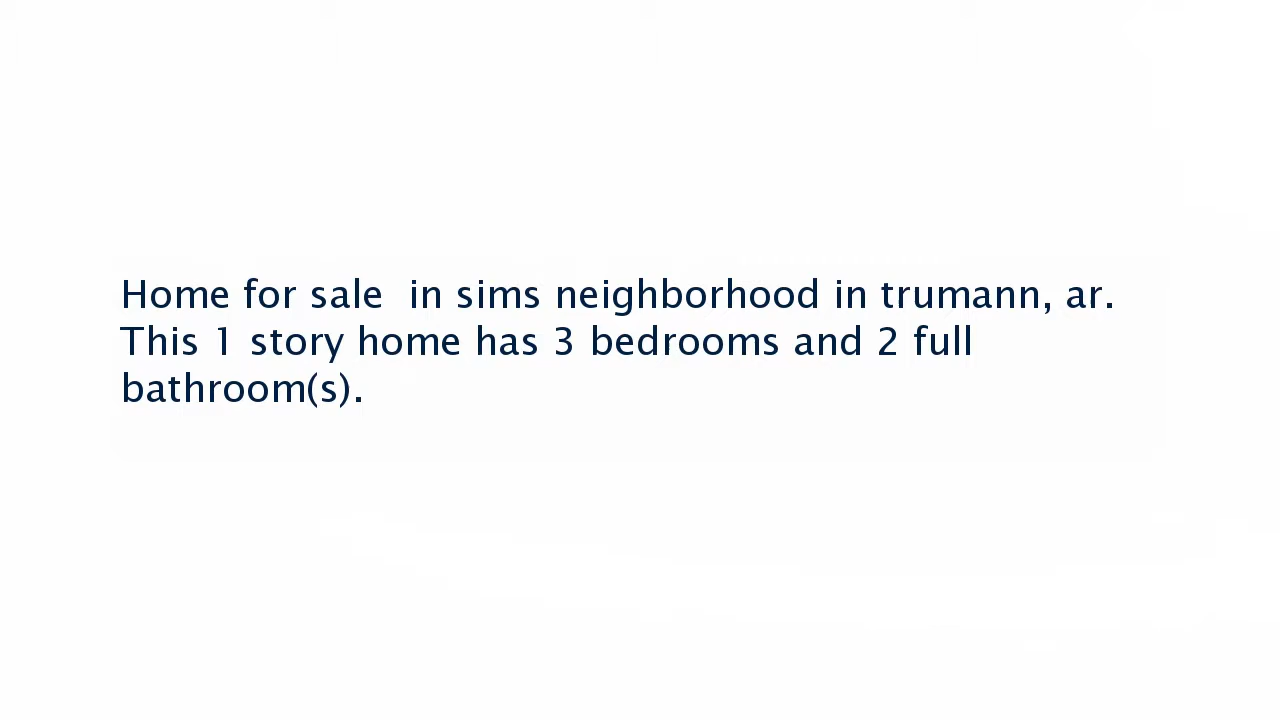 Home for sale  in sims neighborhood in trumann, ar.
This 1 story home has 3 bedrooms and 2 full
bathroom(s).